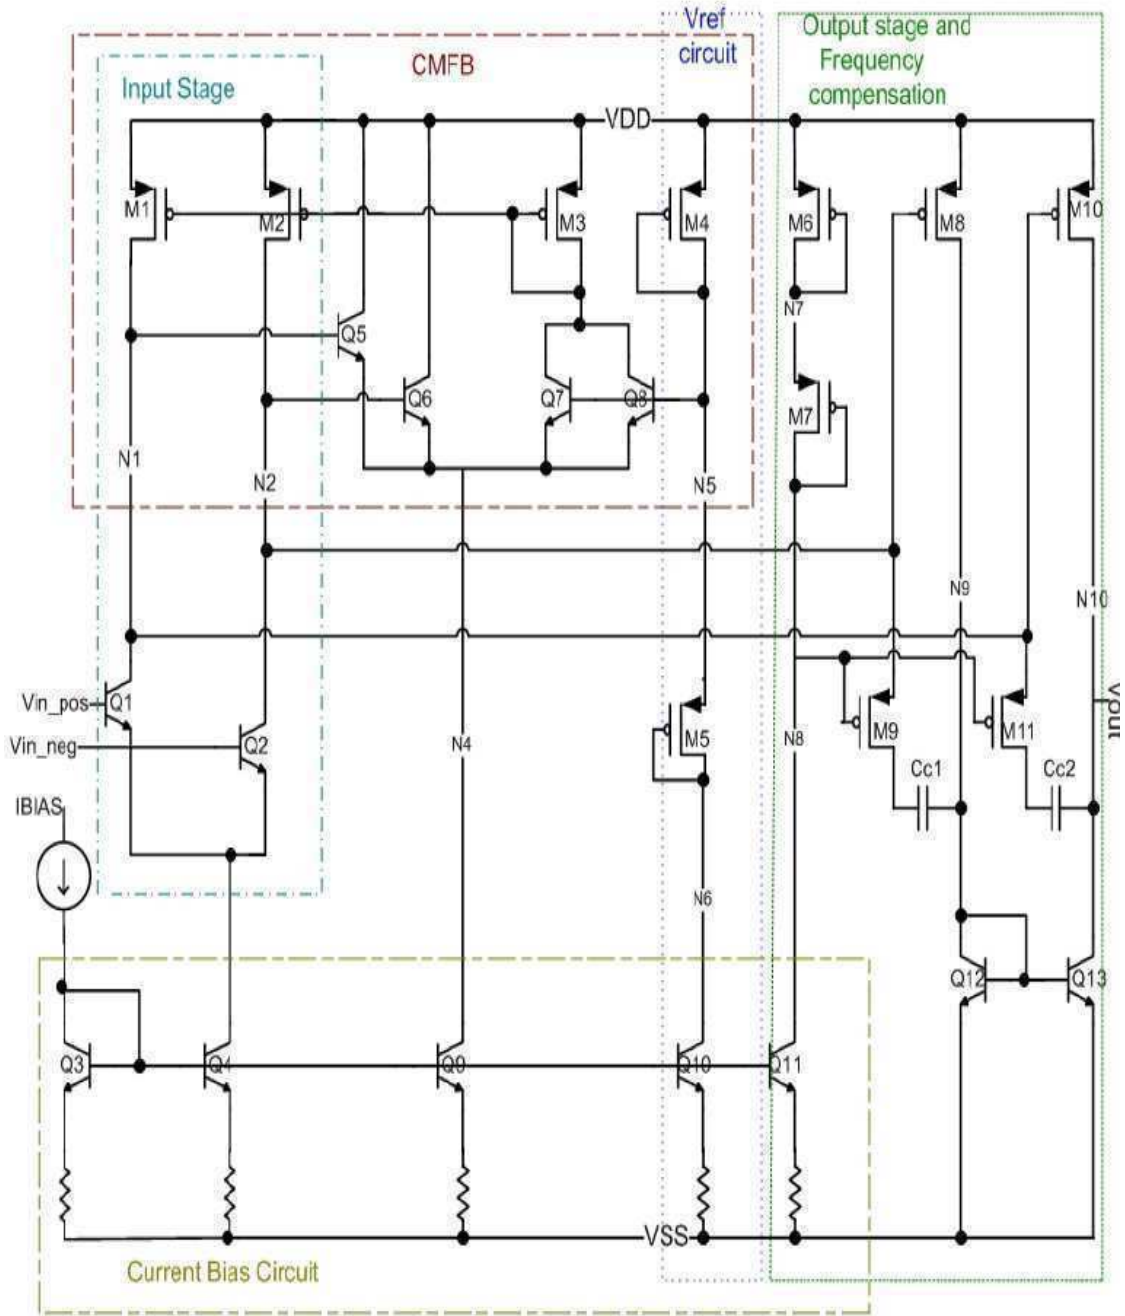 Vref
circuit
Output stage and
Frequency
compensation
CMFB
Input Stage
VDD
M1
M2
M3
M4
M6
M8
M10
N7
Q5
Q6
Q7
Q8
M7
N1
N2
N5
N9
N10
Vin_pos
Q1
Vin_neg
Q2
N4
M5
N8
M9
M11
Vout
Cc1
Cc2
IBIAS
N6
Q3
Q4
Q9
Q10
Q11
Q12
Q13
VSS
Current Bias Circuit